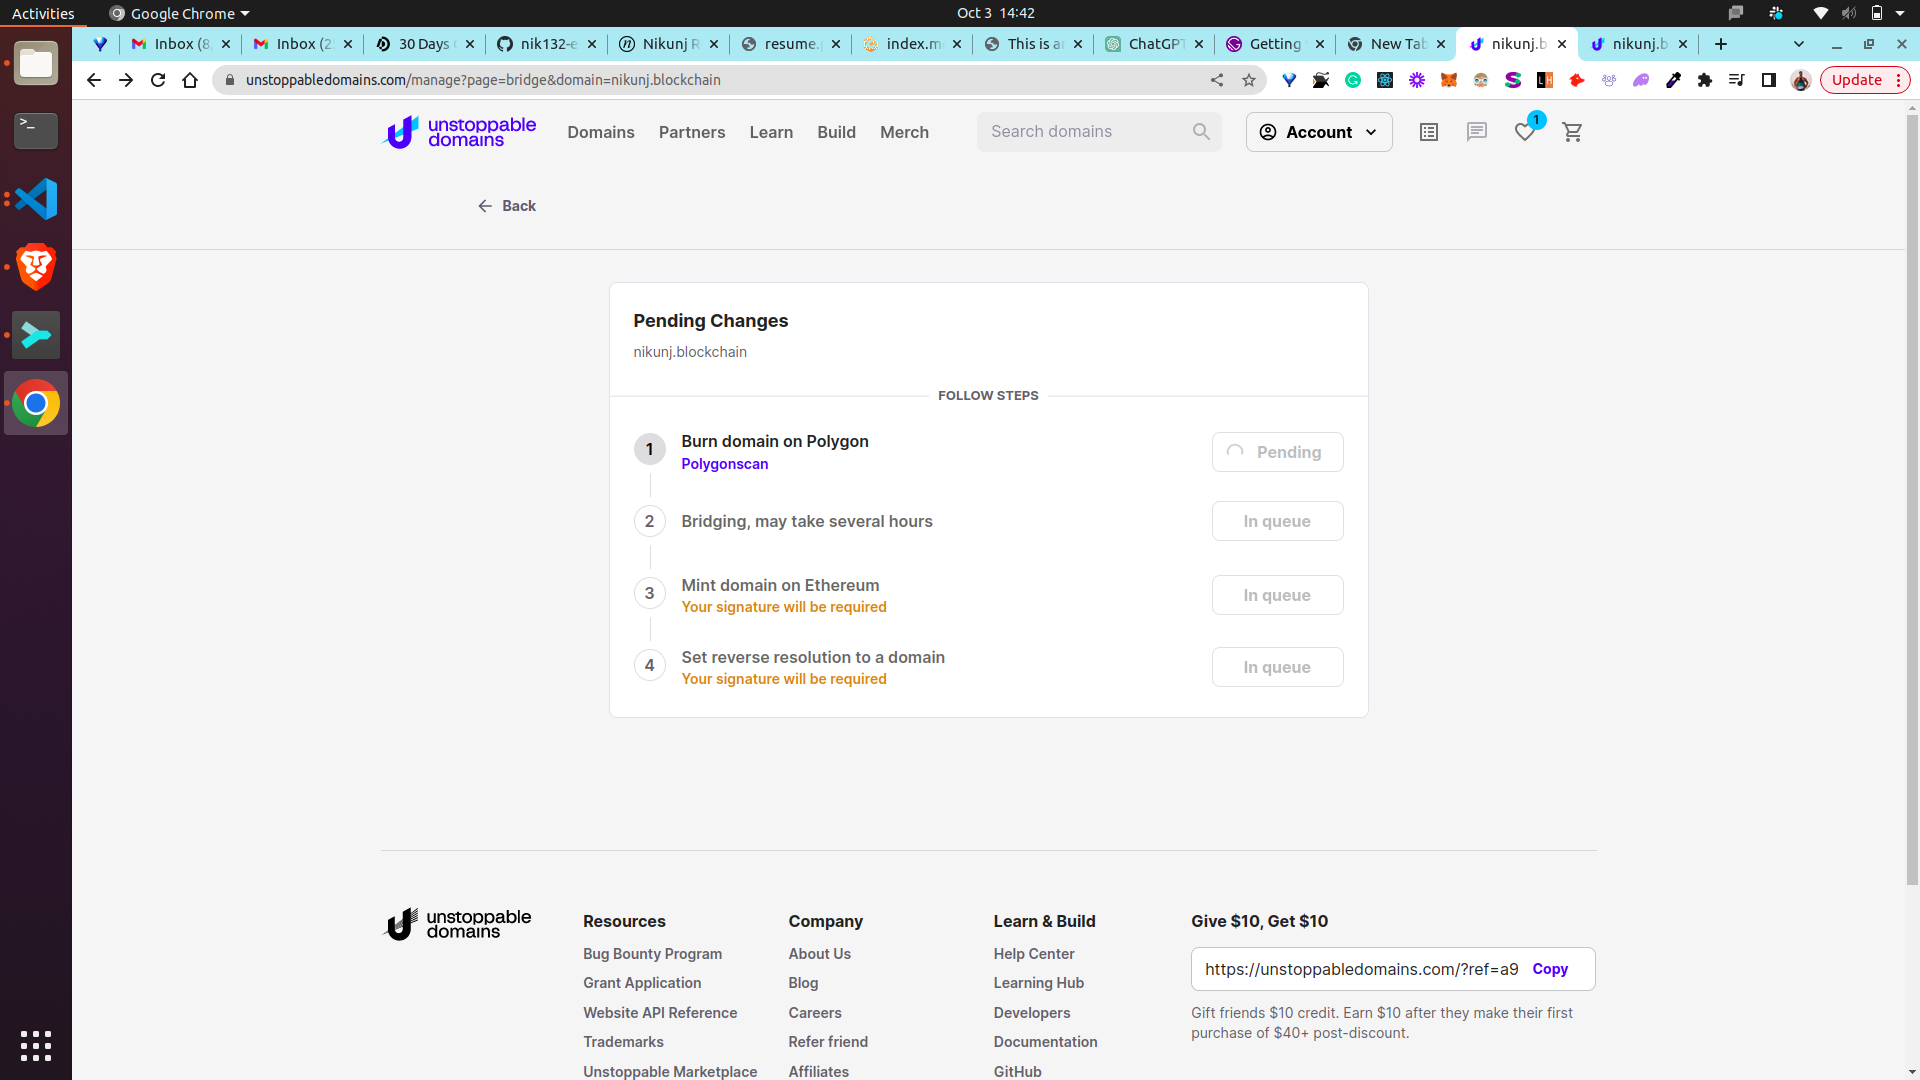 Activities
Google Chrome
Oct 3 14:42
Inbox (8,
Inbox (2
30 Days
nik132-e
Nikunj R
resume.
index.m
This is a
ChatGPT
Getting
New Tab
nikunj.b
nikunj.b
unstoppabledomains.com/manage?page=bridge&domain=nikunj.blockchain
Update
unstoppable
domains
Domains
Partners
Learn
Build
Merch
Search domains
Account
1
Back
Pending Changes
nikunj.blockchain
FOLLOW STEPS
1
Burn domain on Polygon
Polygonscan
Pending
2
Bridging, may take several hours
In queue
3
Mint domain on Ethereum
Your signature will be required
In queue
4
Set reverse resolution to a domain
Your signature will be required
In queue
unstoppable
domains
Resources
Bug Bounty Program
Grant Application
Website API Reference
Trademarks
Unstoppable Marketplace
Company
About Us
Blog
Careers
Refer friend
Affiliates
Learn & Build
Help Center
Learning Hub
Developers
Documentation
GitHub
Give $10, Get $10
https://unstoppabledomains.com/?ref=a9
Copy
Gift friends $10 credit. Earn $10 after they make their first
purchase of $40+ post-discount.